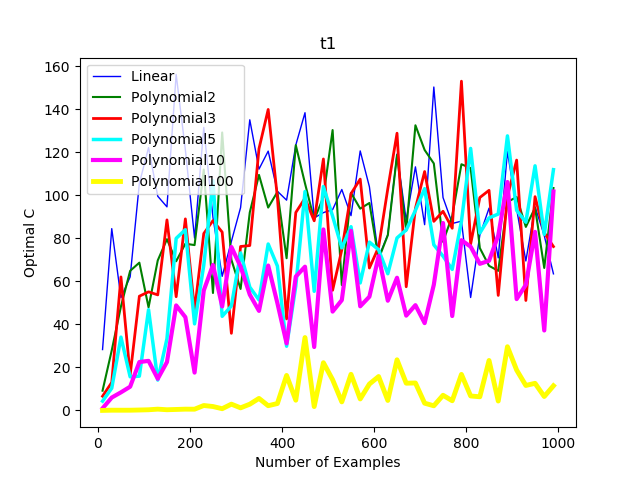 t1
Linear
Polynomial2
Polynomial3
Polynomial5
Polynomial10
Polynomial100
160
140
120
100
80
60
40
20
0
Optimal C
0 200 400 600 800 1000
Number of Examples